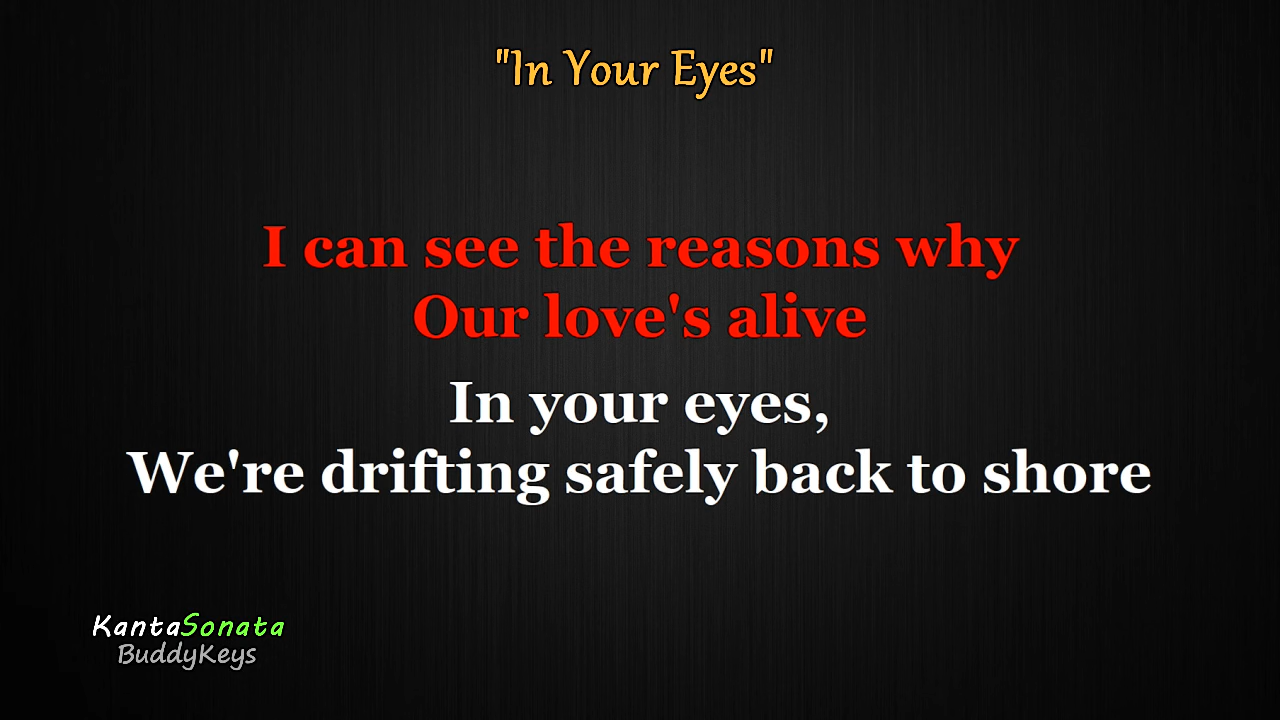 "In Your Eyes"
I can see the reasons why
Our love's alive
In your eyes,
We're drifting safely back to shore
KantaSonata
BuddyKeys